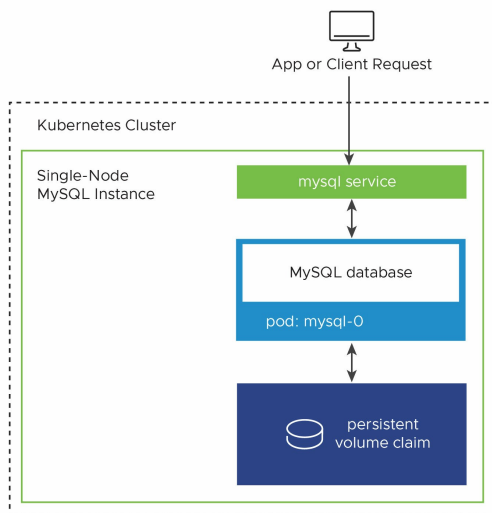 App or Client Request
Kubernetes Cluster
Single-Node
MySQL Instance
mysql service
MySQL database
pod: mysql-0
persistent
volume claim